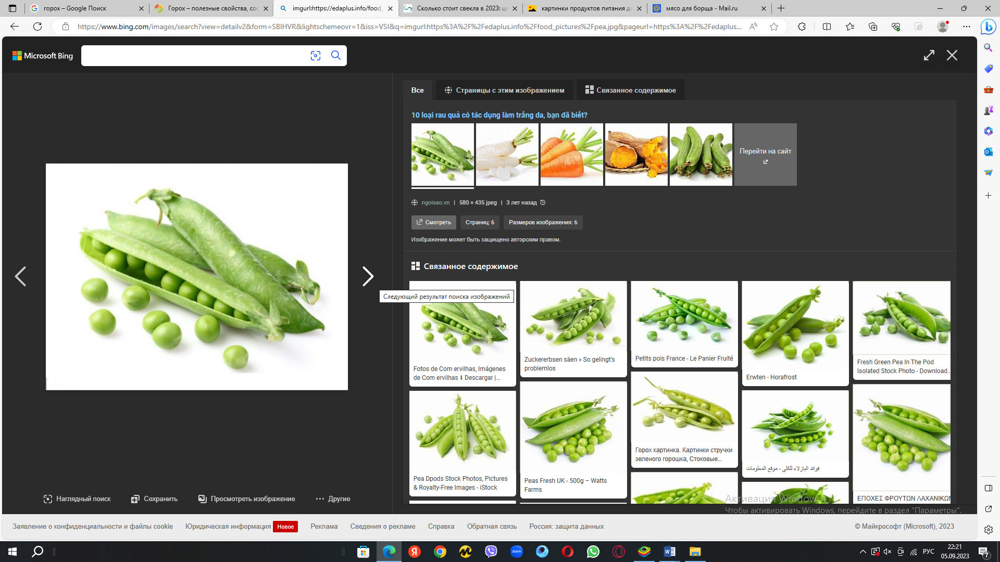 горох – Google Поиск
Горох – полезные свойства, сос
imgurl:https://edaplus.info/food_
Сколько стоит свекла в 2023: це
картинки продуктов питания дл
мясо для борща - Mail.ru
https://www.bing.com/images/search?view=detailv2&form=SBIHVR&lightschemeovr=1&iss=VSI&q=imgurl:https%3A%2F%2Fedaplus.info%2Ffood_pictures%2Fpea.jpg&pageurl=https%3A%2F%2Fedaplus...
Microsoft Bing
Все
Страницы с этим изображением
Связанное содержимое
10 loại rau quả có tác dụng làm trắng da, bạn đã biết?
Перейти на сайт
ngoisao.vn | 580 × 435 jpeg | 3 лет назад
Смотреть
Страниц: 6
Размеров изображения: 6
Изображение может быть защищено авторским правом.
Связанное содержимое
Следующий результат поиска изображений
Fotos de Com ervilhas, Imágenes
de Com ervilhas ⬇ Descargar |...
Zuckererbsen säen » So gelingt's
problemlos
Petits pois France - Le Panier Fruité
Erwten - Horafrost
Fresh Green Pea In The Pod
Isolated Stock Photo - Download...
Pea Dpods Stock Photos, Pictures
& Royalty-Free Images - iStock
Peas Fresh UK - 500g – Watts
Farms
Горох картинка. Картинки стручки
зеленого горошка, Стоковые...
فوائد البازلاء للكلى - موقع المعلومات
ΕΠΟΧΕΣ ΦΡΟΥΤΩΝ ΛΑΧΑΝΙΚΩΝ
Активация Windows
Чтобы активировать Windows, перейдите в раздел "Параметры".
Наглядный поиск
Сохранить
Просмотреть изображение
Другие
Заявление о конфиденциальности и файлы cookie
Юридическая информация
Новое
Реклама
Сведения о рекламе
Справка
Обратная связь
Россия: защита данных
© Майкрософт (Microsoft), 2023
zoom
РУС
22:21
05.09.2023
7